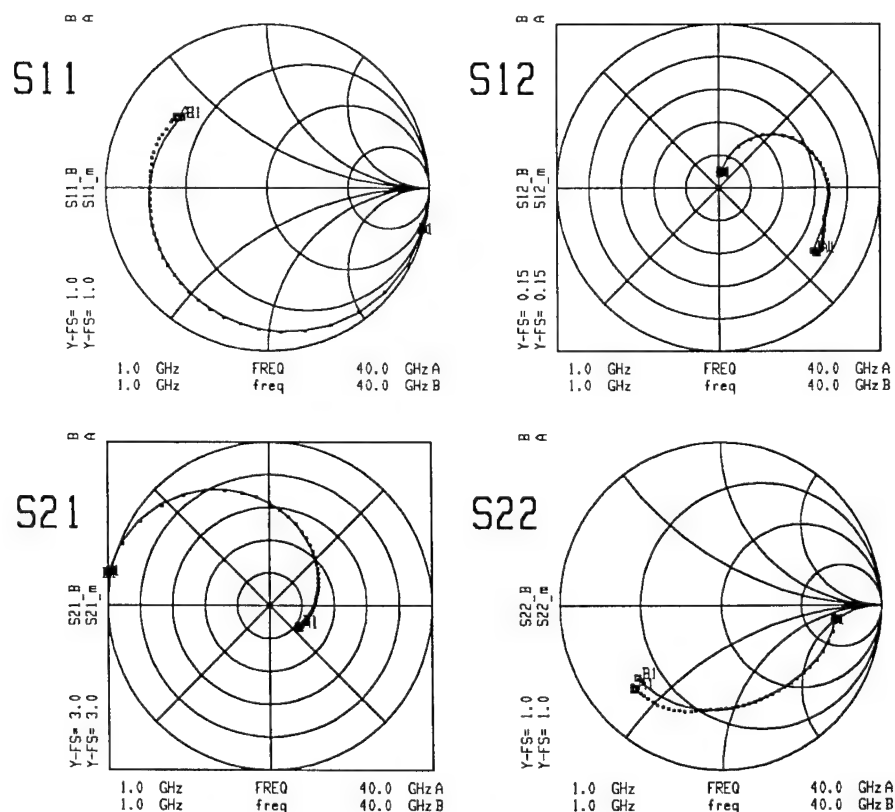 B A
S11
S11_B
S11_m
Y-FS= 1.0
Y-FS= 1.0
1.0 GHz FREQ 40.0 GHz A
1.0 GHz freq 40.0 GHz B
B A
S12
S12_B
S12_m
Y-FS= 0.15
Y-FS= 0.15
1.0 GHz FREQ 40.0 GHz A
1.0 GHz freq 40.0 GHz B
B A
S21
S21_B
S21_m
Y-FS= 3.0
Y-FS= 3.0
1.0 GHz FREQ 40.0 GHz A
1.0 GHz freq 40.0 GHz B
B A
S22
S22_B
S22_m
B1
Y-FS= 1.0
Y-FS= 1.0
1.0 GHz FREQ 40.0 GHz A
1.0 GHz freq 40.0 GHz B